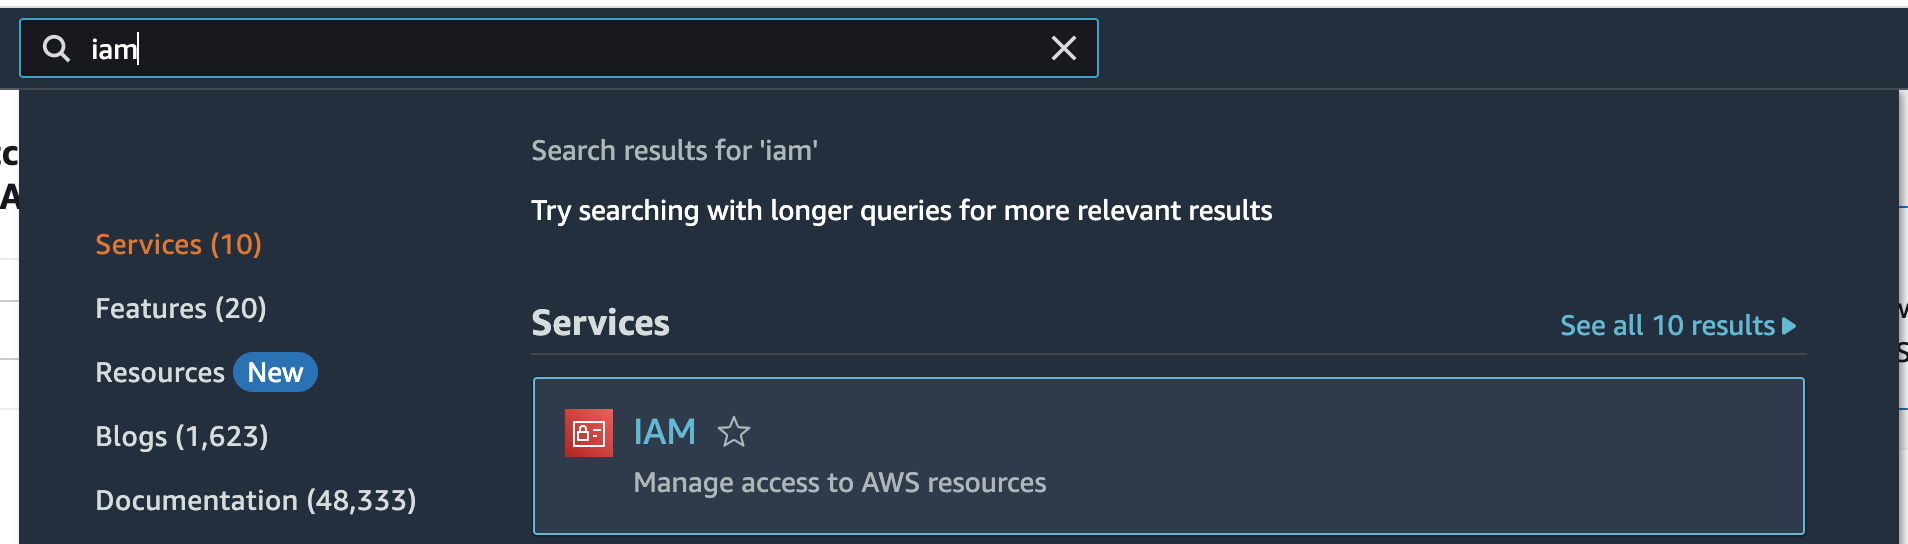 iam
Search results for 'iam'
Try searching with longer queries for more relevant results
Services (10)
Features (20)
Resources New
Blogs (1,623)
Documentation (48,333)
Services
See all 10 results
IAM
Manage access to AWS resources